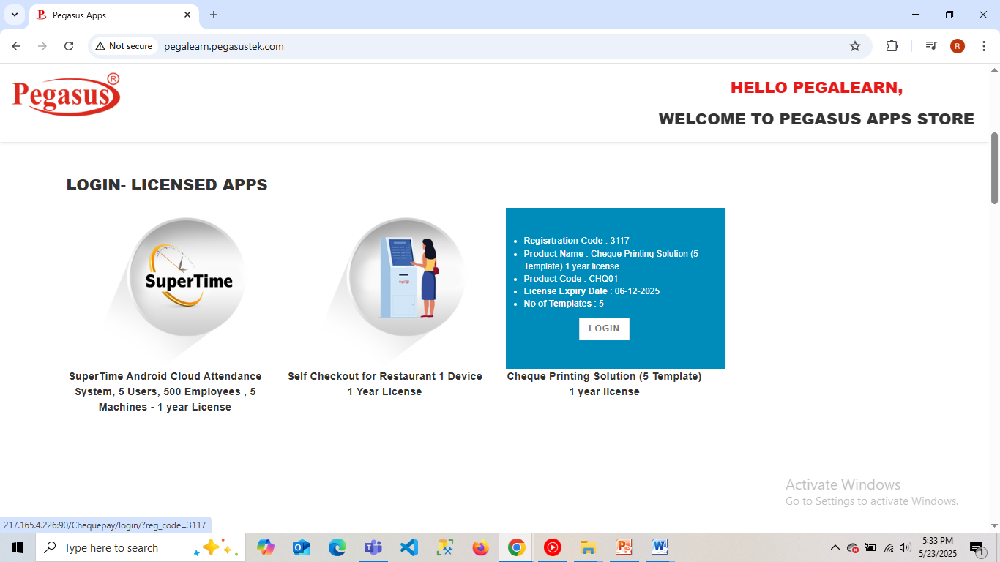 Pegasus Apps
Not secure
pegalearn.pegasustek.com
R
Pegasus®
HELLO PEGALEARN,
WELCOME TO PEGASUS APPS STORE
LOGIN- LICENSED APPS
SuperTime
Regisrtration Code : 3117
Product Name : Cheque Printing Solution (5
Template) 1 year license
Product Code : CHQ01
License Expiry Date : 06-12-2025
No of Templates : 5
LOGIN
SuperTime Android Cloud Attendance
System, 5 Users, 500 Employees , 5
Machines - 1 year License
Self Checkout for Restaurant 1 Device
1 Year License
Cheque Printing Solution (5 Template)
1 year license
Activate Windows
Go to Settings to activate Windows.
217.165.4.226:90/Chequepay/login/?reg_code=3117
Type here to search
5:33 PM
5/23/2025
1